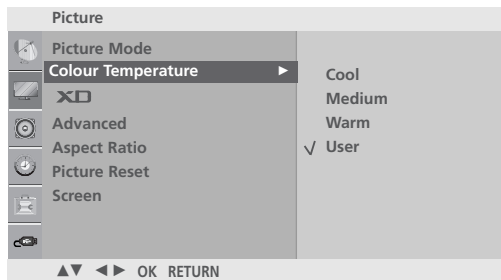 Picture
Picture Mode
Colour Temperature ►
XD
Advanced
Aspect Ratio
Picture Reset
Screen
Cool
Medium
Warm
√ User
▲▼ ◄► OK RETURN